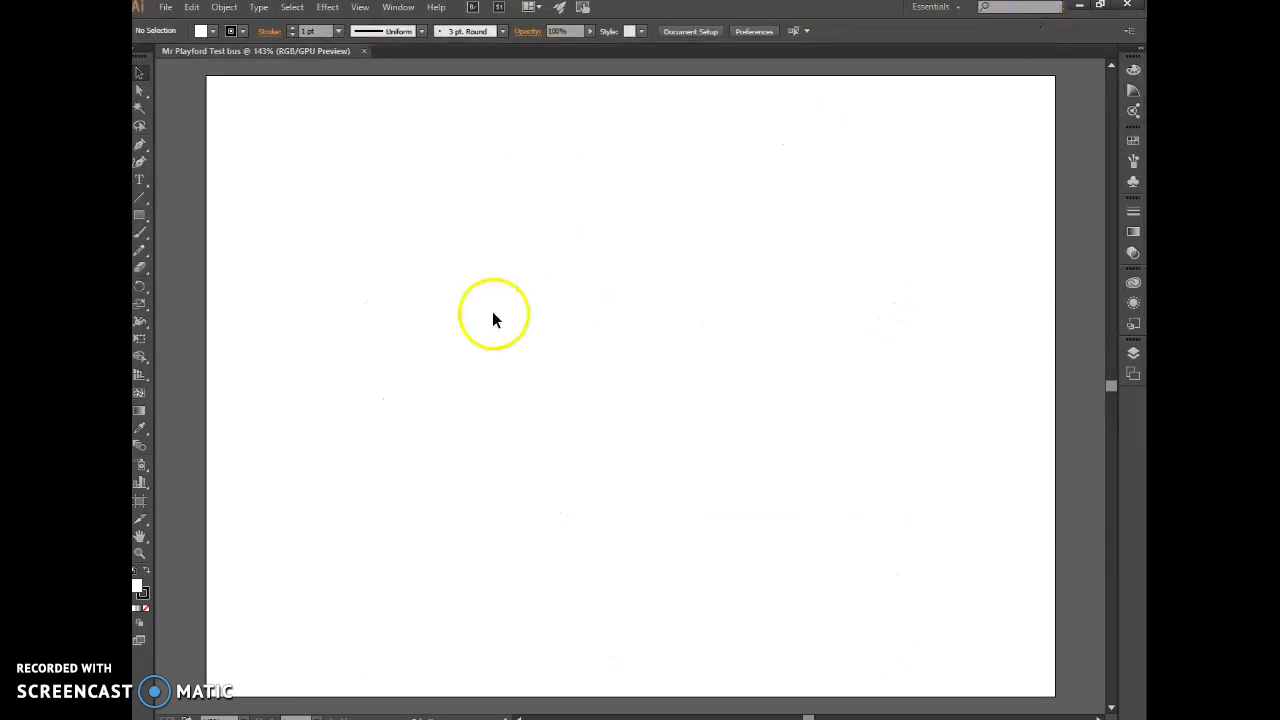 Ai File Edit Object Type Select Effect View Window Help Br St Essentials
No Selection Stroke: 1 pt Uniform 3 pt. Round Opacity: 100% Style: Document Setup Preferences
Mr Playford Test bus @ 143% (RGB/GPU Preview) ×
T
RECORDED WITH
SCREENCAST MATIC